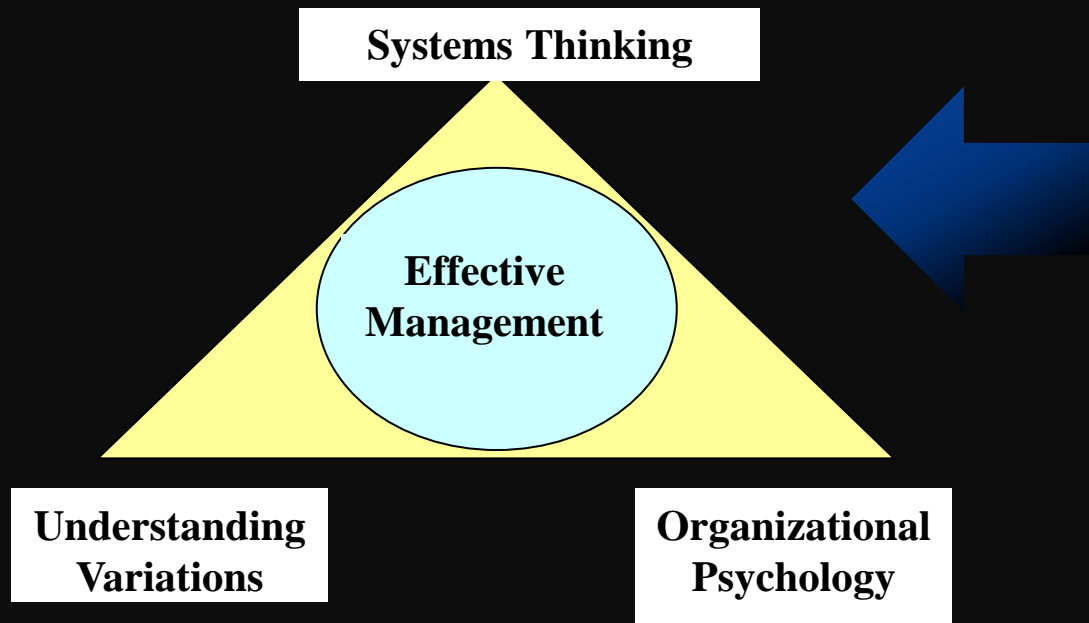 Systems Thinking
Effective
Management
Understanding
Variations
Organizational
Psychology